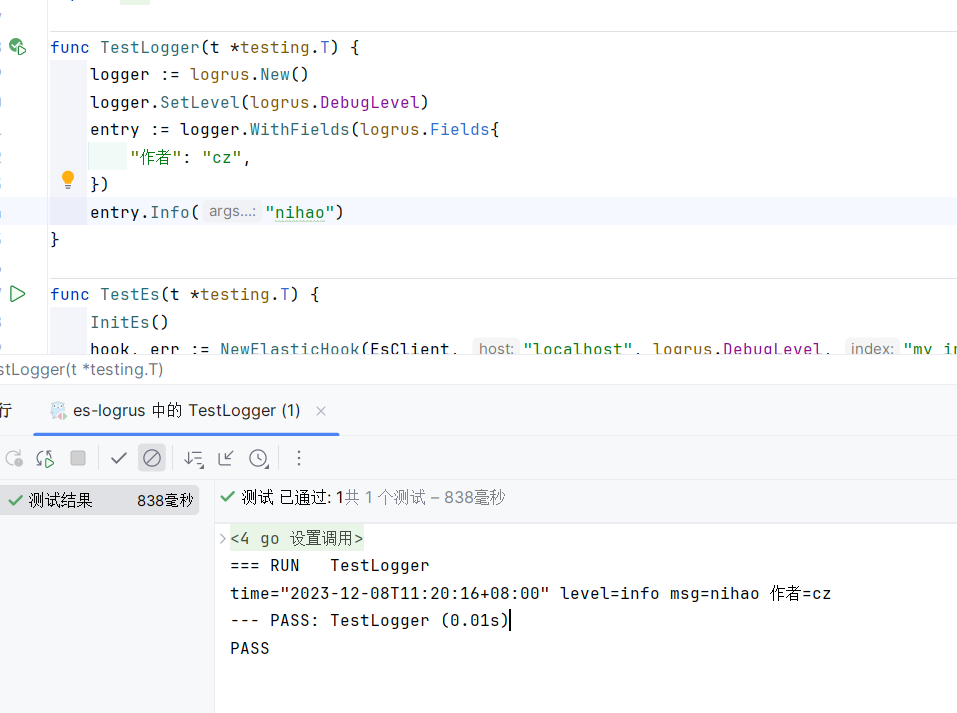 func TestLogger(t *testing.T) {
logger := logrus.New()
logger.SetLevel(logrus.DebugLevel)
entry := logger.WithFields(logrus.Fields{
"作者": "cz",
})
entry.Info( args...: "nihao")
}
func TestEs(t *testing.T) {
InitEs()
hook, err := NewElasticHook(EsClient, host: "localhost", logrus.DebugLevel, index: "my_in
stLogger(t *testing.T)
行 es-logrus 中的 TestLogger (1)
测试结果 838毫秒
测试 已通过: 1共 1 个测试 – 838毫秒
<4 go 设置调用>
=== RUN TestLogger
time="2023-12-08T11:20:16+08:00" level=info msg=nihao 作者=cz
--- PASS: TestLogger (0.01s)
PASS